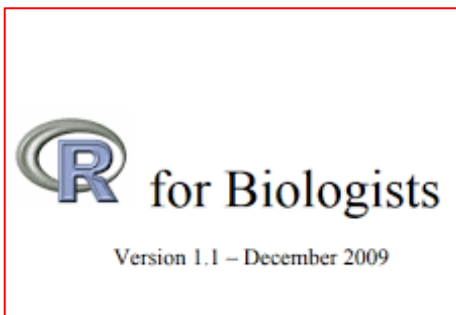 R for Biologists
Version 1.1 – December 2009